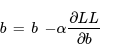 b = b -α ∂LL/∂b